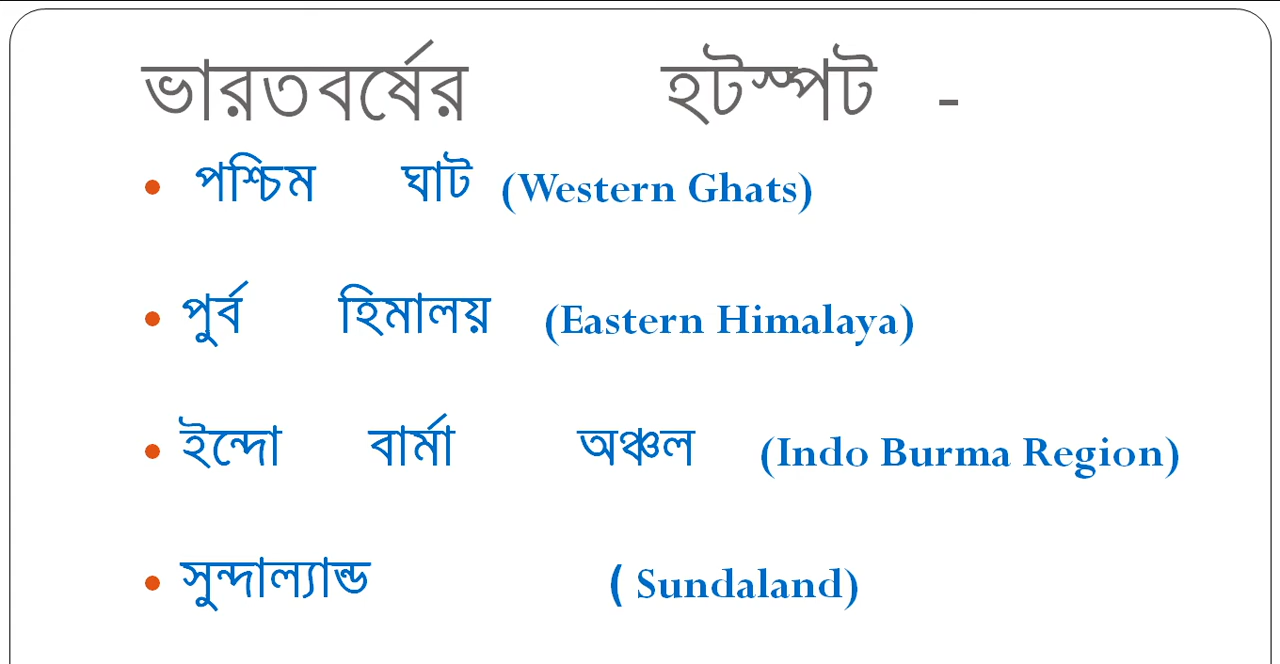 ভারতবর্ষের হটস্পট -
• পশ্চিম ঘাট (Western Ghats)
• পুর্ব হিমালয় (Eastern Himalaya)
• ইন্দো বার্মা অঞ্চল (Indo Burma Region)
• সুন্দাল্যান্ড ( Sundaland)